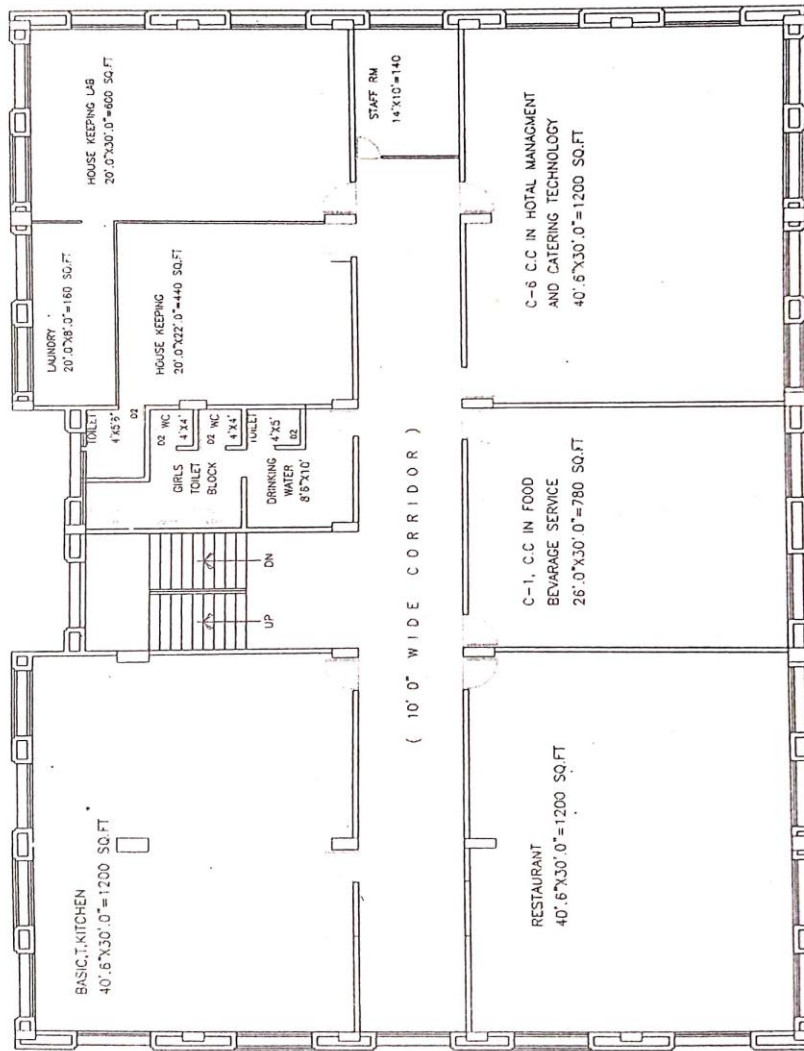 BASIC,T,KITCHEN
40'.6"X30'.0"=1200 SQ.FT
UP
DN
GIRLS
TOILET
BLOCK
DRINKING
WATER
8'6"X10'
TOILET
4'X5'6"
D2
D2 WC
4'X4'
D2 WC
4'X4'
TOILET
4'X5'
D2
LAUNDRY
20'.0"X8'.0"=160 SQ.FT
HOUSE KEEPING
20'.0"X22'.0"=440 SQ.FT
HOUSE KEEPING LAB
20'.0"X30'.0"=600 SQ.FT
( 10'0" WIDE CORRIDOR )
STAFF RM
14'X10'=140
RESTAURANT
40'.6"X30'.0"=1200 SQ.FT
C-1, C.C IN FOOD
BEVARAGE SERVICE
26'.0"X30'.0"=780 SQ.FT
C-6 C.C IN HOTAL MANAGMENT
AND CATERING TECHNOLOGY
40'.6"X30'.0"=1200 SQ.FT